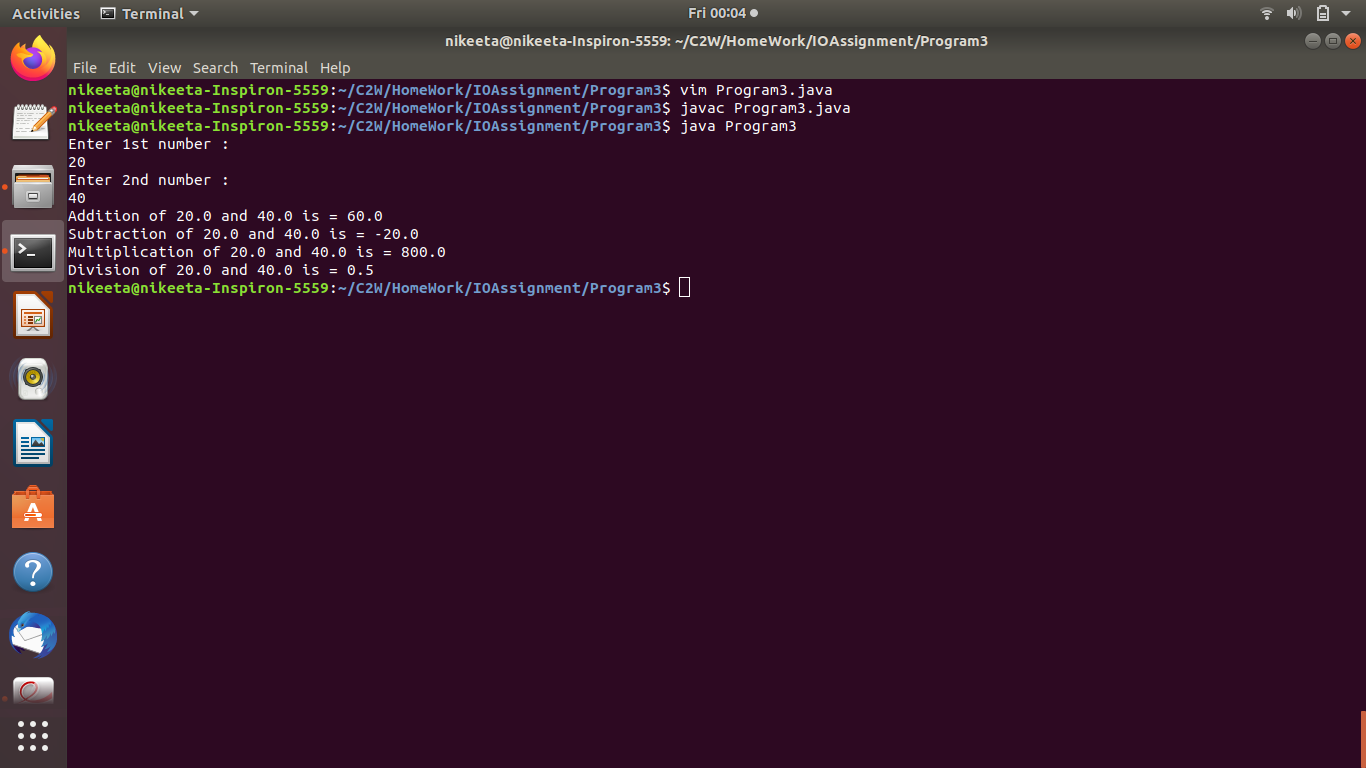 Activities Terminal Fri 00:04
nikeeta@nikeeta-Inspiron-5559: ~/C2W/HomeWork/IOAssignment/Program3
File Edit View Search Terminal Help
nikeeta@nikeeta-Inspiron-5559:~/C2W/HomeWork/IOAssignment/Program3$ vim Program3.java
nikeeta@nikeeta-Inspiron-5559:~/C2W/HomeWork/IOAssignment/Program3$ javac Program3.java
nikeeta@nikeeta-Inspiron-5559:~/C2W/HomeWork/IOAssignment/Program3$ java Program3
Enter 1st number :
20
Enter 2nd number :
40
Addition of 20.0 and 40.0 is = 60.0
Subtraction of 20.0 and 40.0 is = -20.0
Multiplication of 20.0 and 40.0 is = 800.0
Division of 20.0 and 40.0 is = 0.5
nikeeta@nikeeta-Inspiron-5559:~/C2W/HomeWork/IOAssignment/Program3$